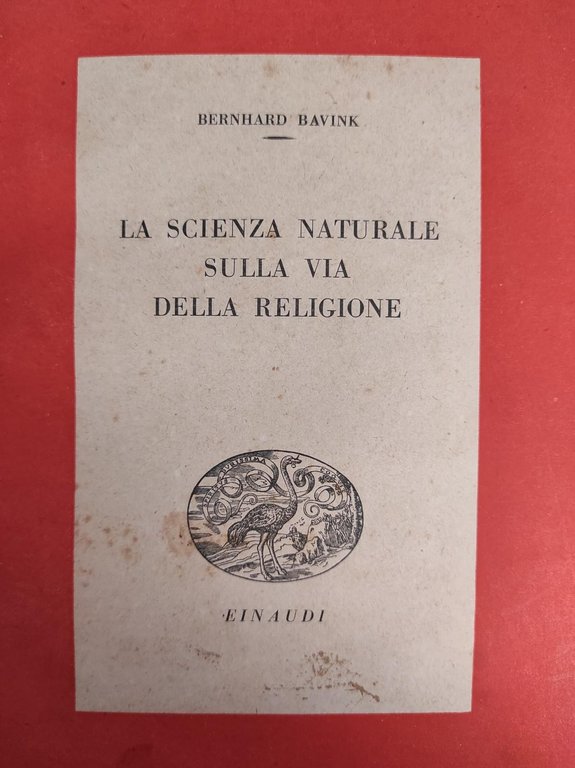 BERNHARD BAVINK
LA SCIENZA NATURALE
SULLA VIA
DELLA RELIGIONE
EINAUDI